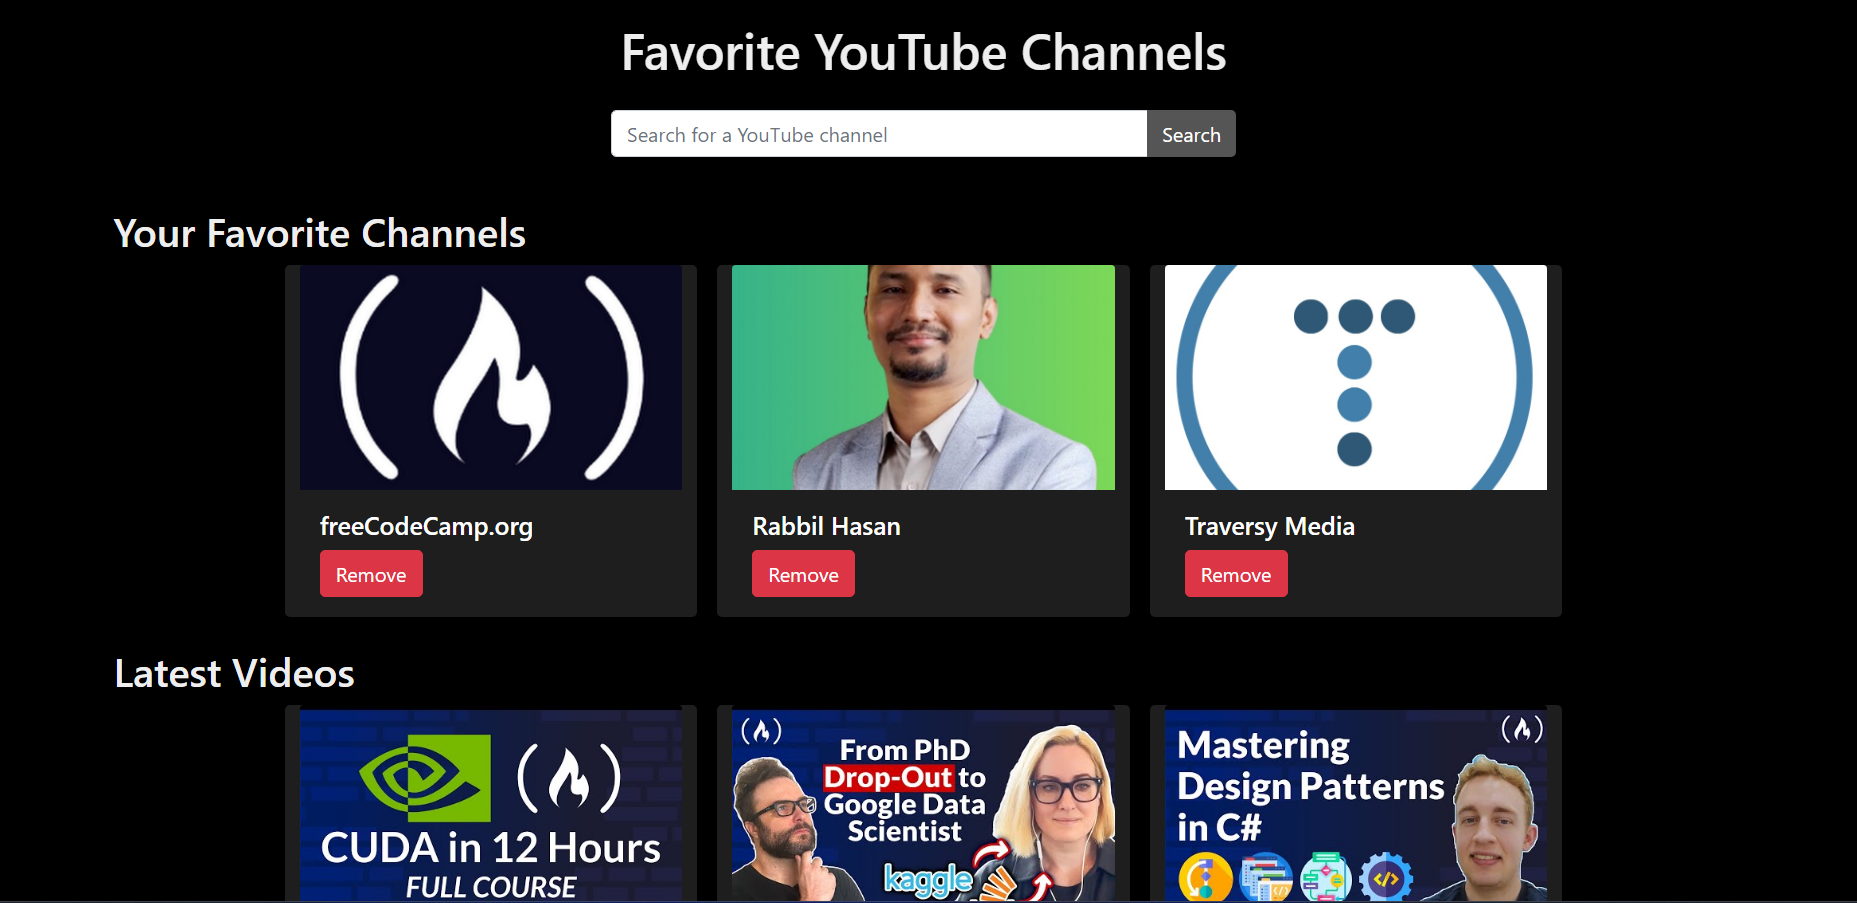 Favorite YouTube Channels
Search for a YouTube channel
Search
Your Favorite Channels
freeCodeCamp.org
Remove
Rabbil Hasan
Remove
Traversy Media
Remove
Latest Videos
CUDA in 12 Hours
FULL COURSE
From PhD
Drop-Out to
Google Data
Scientist
kaggle
Mastering
Design Patterns
in C#